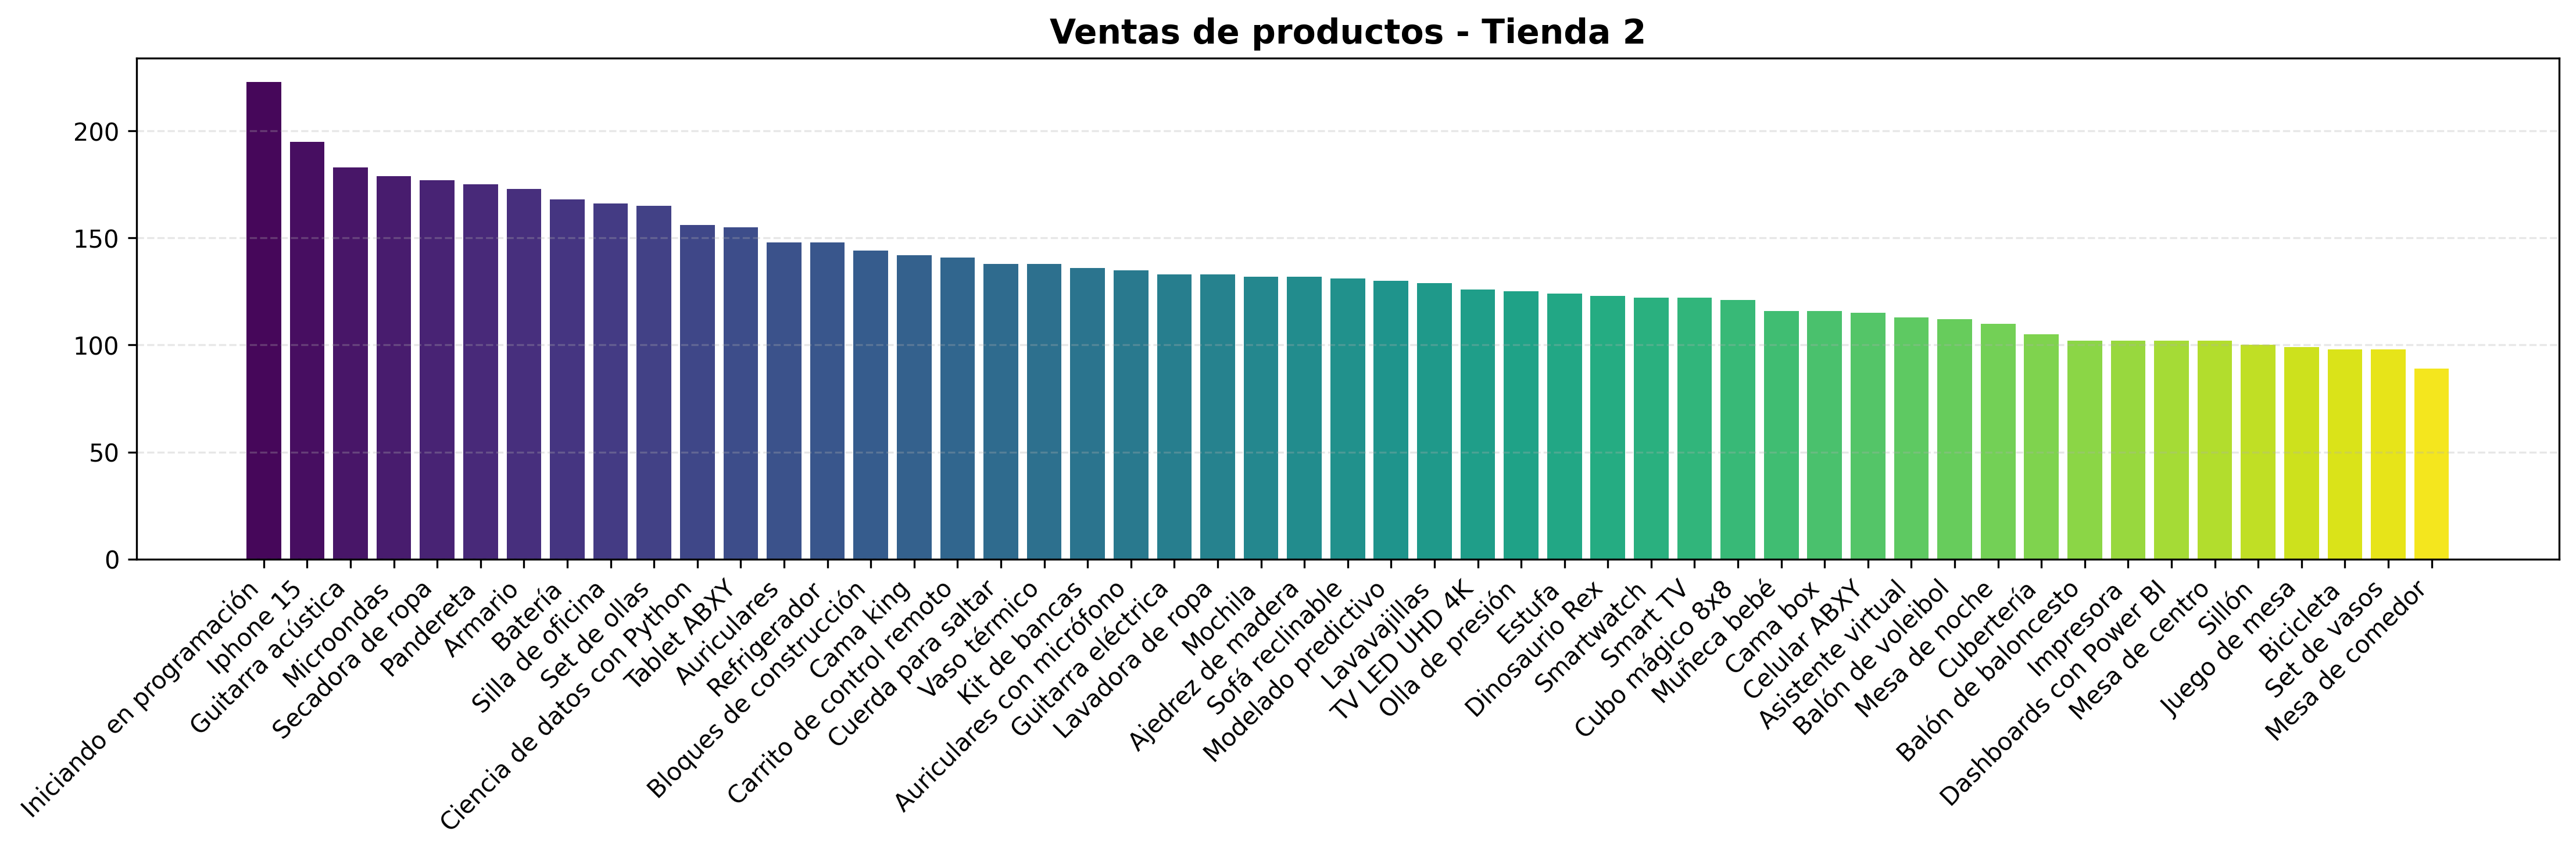 Ventas de productos - Tienda 2
200
150
100
50
0
Iniciando en programación
Iphone 15
Guitarra acústica
Microondas
Secadora de ropa
Pandereta
Armario
Batería
Silla de oficina
Set de ollas
Ciencia de datos con Python
Tablet ABXY
Auriculares
Refrigerador
Bloques de construcción
Cama king
Carrito de control remoto
Cuerda para saltar
Vaso térmico
Kit de bancas
Auriculares con micrófono
Guitarra eléctrica
Lavadora de ropa
Mochila
Ajedrez de madera
Sofá reclinable
Modelado predictivo
Lavavajillas
TV LED UHD 4K
Olla de presión
Estufa
Dinosaurio Rex
Smartwatch
Smart TV
Cubo mágico 8x8
Muñeca bebé
Cama box
Celular ABXY
Asistente virtual
Balón de voleibol
Mesa de noche
Cubertería
Balón de baloncesto
Impresora
Dashboards con Power BI
Mesa de centro
Sillón
Juego de mesa
Bicicleta
Set de vasos
Mesa de comedor